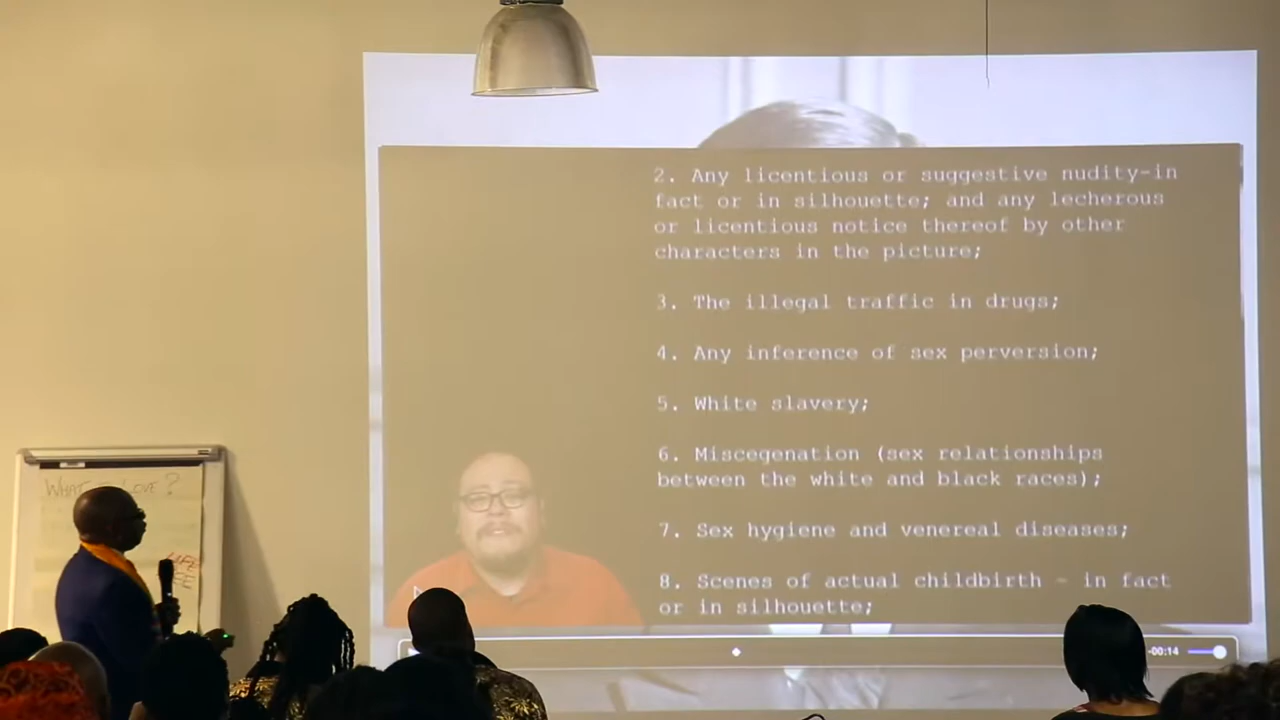 2. Any licentious or suggestive nudity-in
fact or in silhouette; and any lecherous
or licentious notice thereof by other
characters in the picture;
3. The illegal traffic in drugs;
4. Any inference of sex perversion;
5. White slavery;
6. Miscegenation (sex relationships
between the white and black races);
7. Sex hygiene and venereal diseases;
8. Scenes of actual childbirth - in fact
or in silhouette;
-00:14
WHAT LOVE?